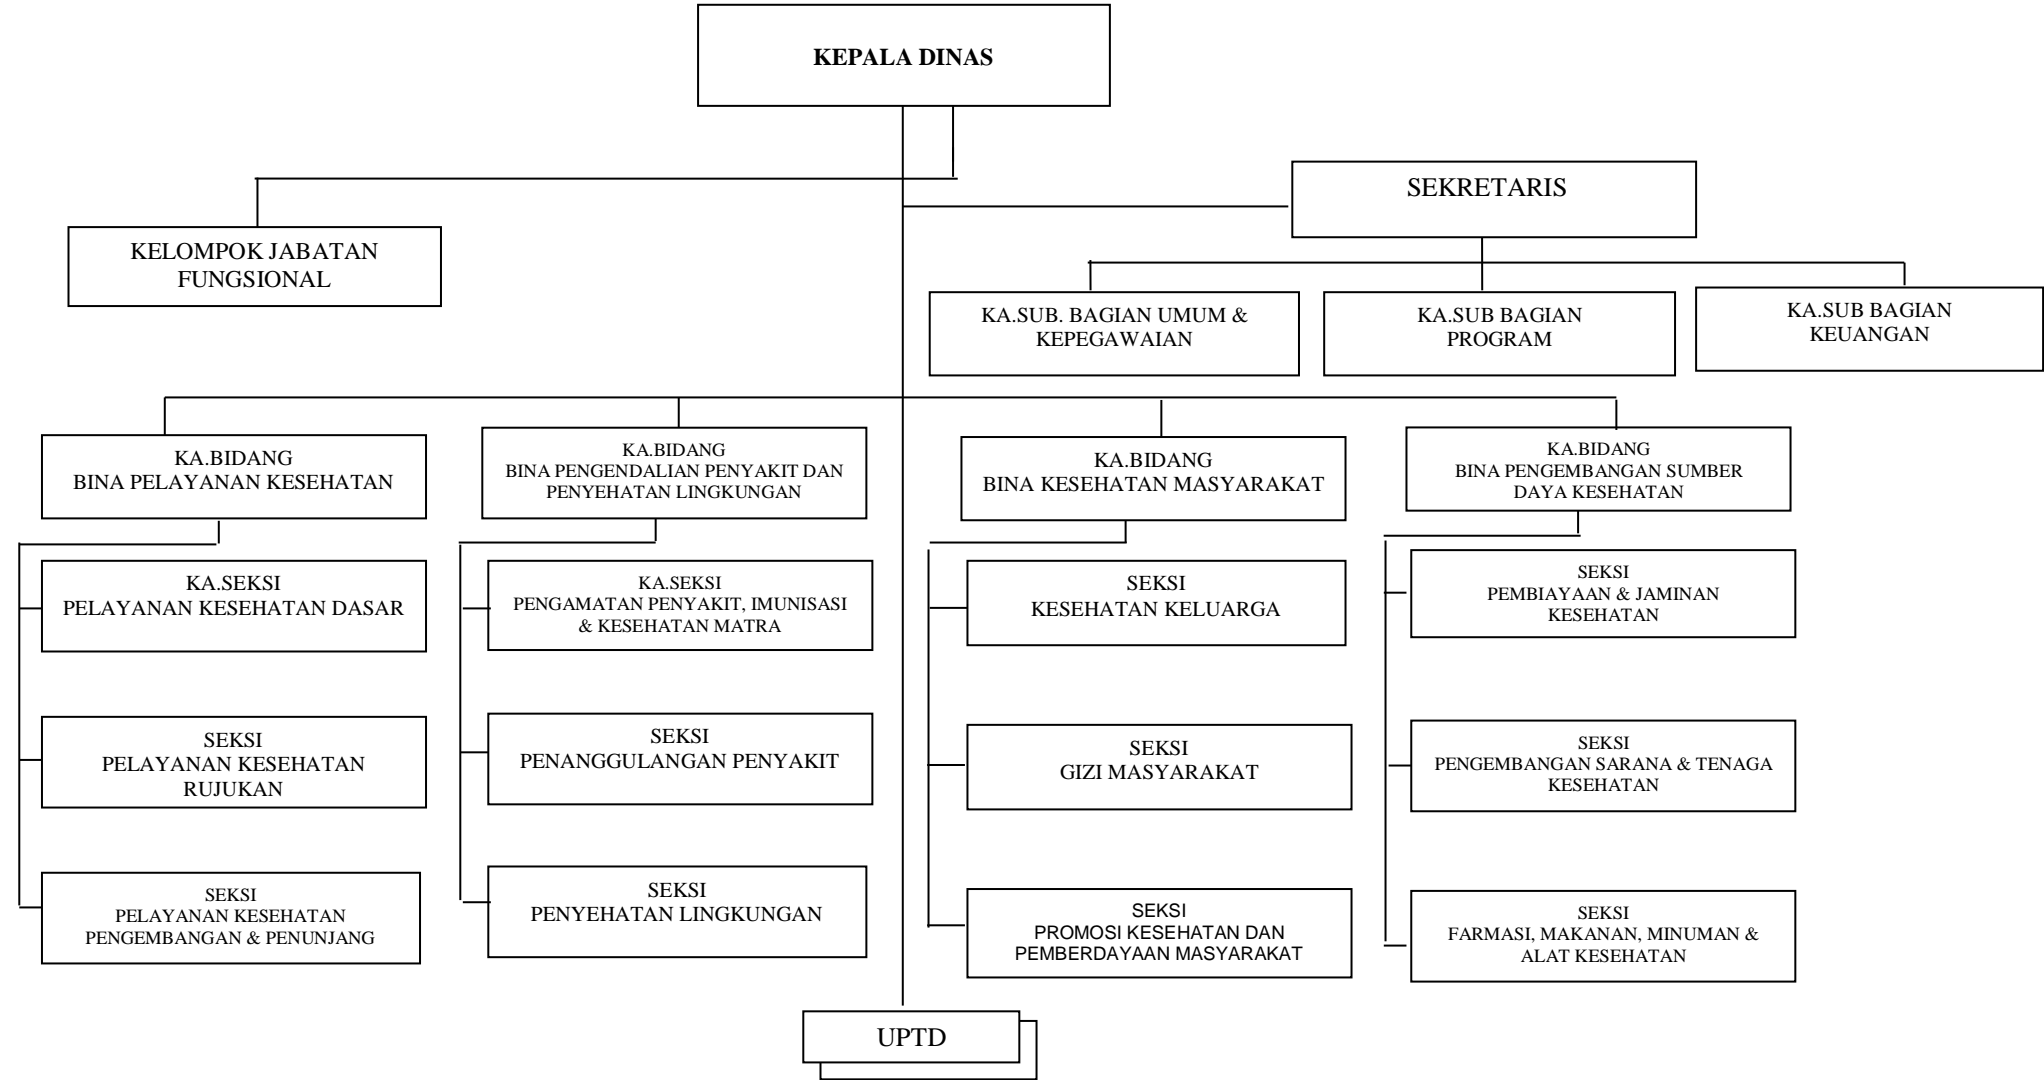 KEPALA DINAS
SEKRETARIS
KELOMPOK JABATAN
FUNGSIONAL
KA.SUB. BAGIAN UMUM &
KEPEGAWAIAN
KA.SUB BAGIAN
PROGRAM
KA.SUB BAGIAN
KEUANGAN
KA.BIDANG
BINA PELAYANAN KESEHATAN
KA.BIDANG
BINA PENGENDALIAN PENYAKIT DAN
PENYEHATAN LINGKUNGAN
KA.BIDANG
BINA KESEHATAN MASYARAKAT
KA.BIDANG
BINA PENGEMBANGAN SUMBER
DAYA KESEHATAN
KA.SEKSI
PELAYANAN KESEHATAN DASAR
KA.SEKSI
PENGAMATAN PENYAKIT, IMUNISASI
& KESEHATAN MATRA
SEKSI
KESEHATAN KELUARGA
SEKSI
PEMBIAYAAN & JAMINAN
KESEHATAN
SEKSI
PELAYANAN KESEHATAN
RUJUKAN
SEKSI
PENANGGULANGAN PENYAKIT
SEKSI
GIZI MASYARAKAT
SEKSI
PENGEMBANGAN SARANA & TENAGA
KESEHATAN
SEKSI
PELAYANAN KESEHATAN
PENGEMBANGAN & PENUNJANG
SEKSI
PENYEHATAN LINGKUNGAN
SEKSI
PROMOSI KESEHATAN DAN
PEMBERDAYAAN MASYARAKAT
SEKSI
FARMASI, MAKANAN, MINUMAN &
ALAT KESEHATAN
UPTD